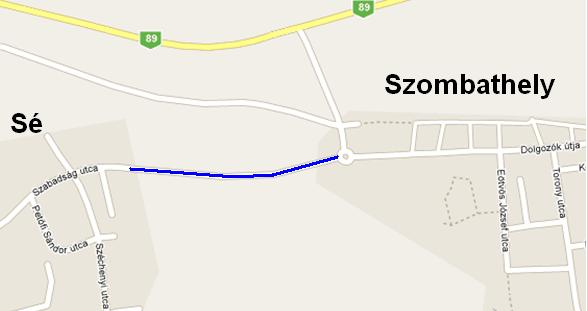 89
89
Szombathely
Sé
Dolgozók útja
Szabadság utca
Petőfi Sándor utca
Széchenyi utca
Eötvös József utca
Torony utca
K